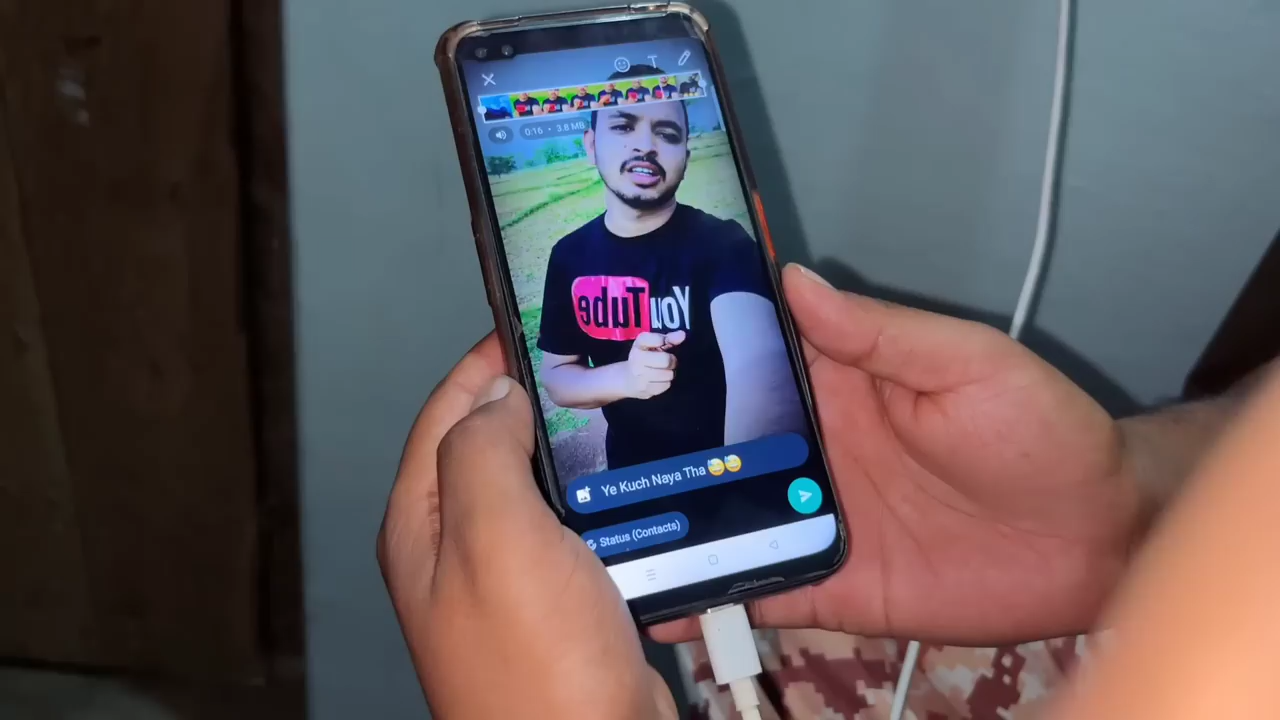 T
0:16 • 3.8 MB
YouTube
Ye Kuch Naya Tha 😂😂
Status (Contacts)